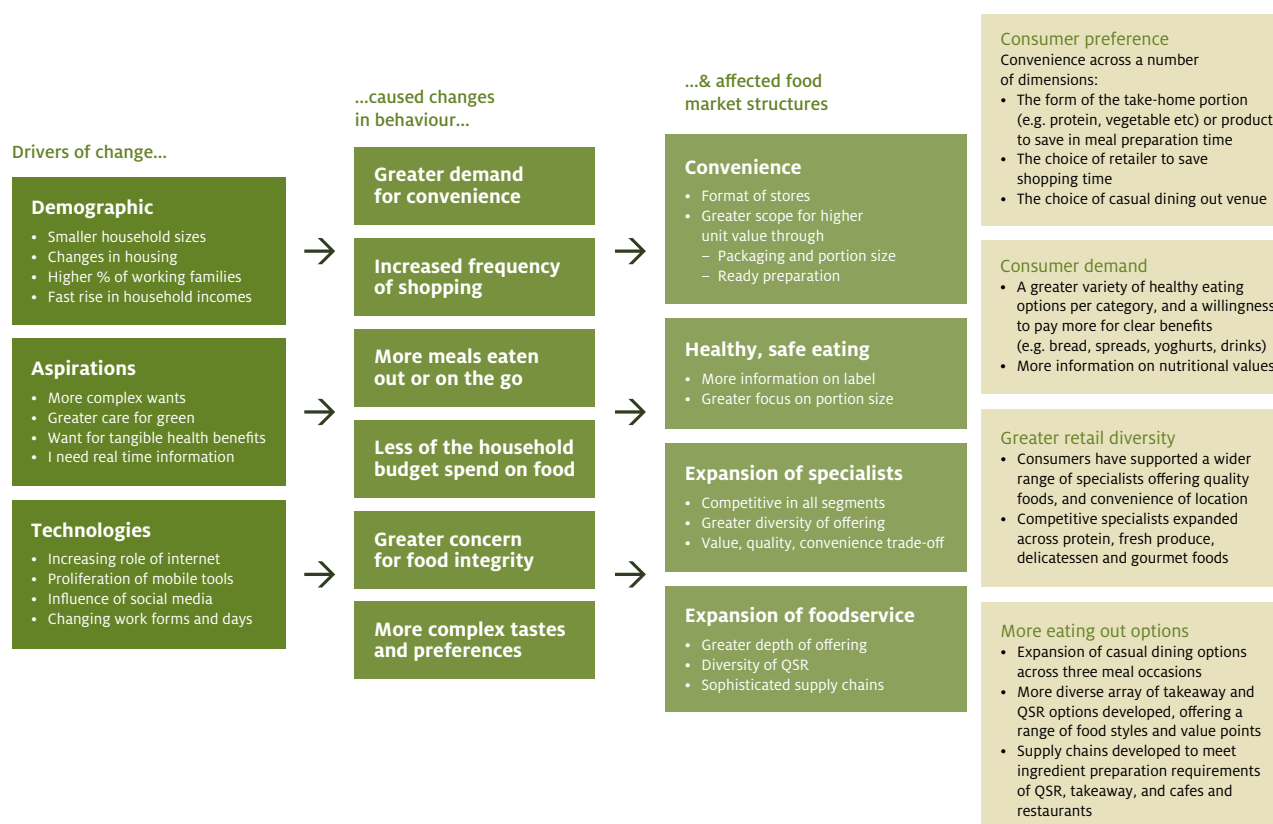 Drivers of change...
Demographic
• Smaller household sizes
• Changes in housing
• Higher % of working families
• Fast rise in household incomes
Aspirations
• More complex wants
• Greater care for green
• Want for tangible health benefits
• I need real time information
Technologies
• Increasing role of internet
• Proliferation of mobile tools
• Influence of social media
• Changing work forms and days
...caused changes
in behaviour...
Greater demand
for convenience
Increased frequency
of shopping
More meals eaten
out or on the go
Less of the household
budget spend on food
Greater concern
for food integrity
More complex tastes
and preferences
...& affected food
market structures
Convenience
• Format of stores
• Greater scope for higher
unit value through
– Packaging and portion size
– Ready preparation
Healthy, safe eating
• More information on label
• Greater focus on portion size
Expansion of specialists
• Competitive in all segments
• Greater diversity of offering
• Value, quality, convenience trade-off
Expansion of foodservice
• Greater depth of offering
• Diversity of QSR
• Sophisticated supply chains
Consumer preference
Convenience across a number
of dimensions:
• The form of the take-home portion
(e.g. protein, vegetable etc) or product
to save in meal preparation time
• The choice of retailer to save
shopping time
• The choice of casual dining out venue
Consumer demand
• A greater variety of healthy eating
options per category, and a willingness
to pay more for clear benefits
(e.g. bread, spreads, yoghurts, drinks)
• More information on nutritional values
Greater retail diversity
• Consumers have supported a wider
range of specialists offering quality
foods, and convenience of location
• Competitive specialists expanded
across protein, fresh produce,
delicatessen and gourmet foods
More eating out options
• Expansion of casual dining options
across three meal occasions
• More diverse array of takeaway and
QSR options developed, offering a
range of food styles and value points
• Supply chains developed to meet
ingredient preparation requirements
of QSR, takeaway, and cafes and
restaurants